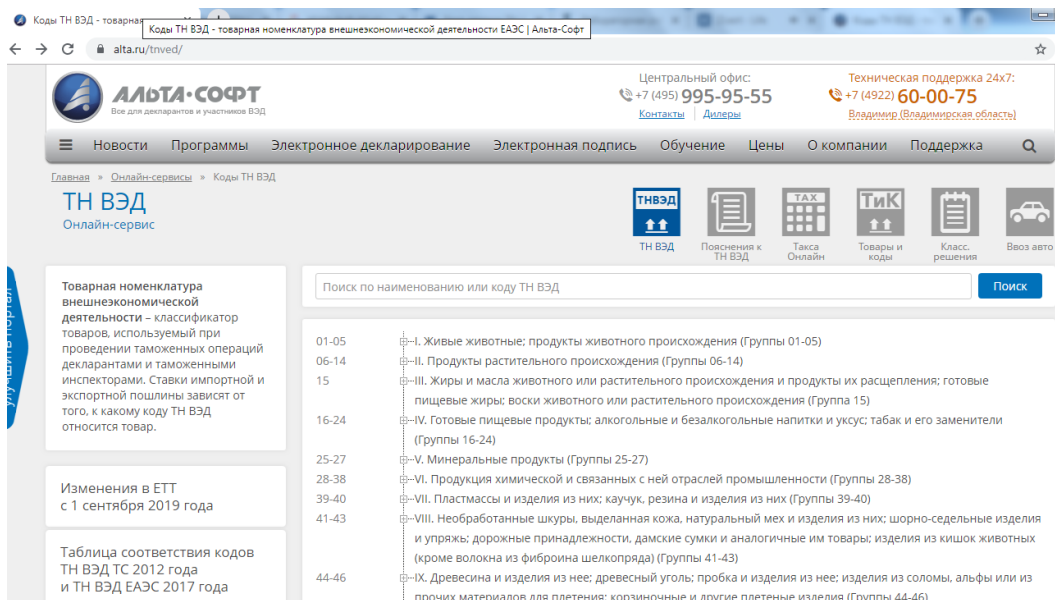 Коды ТН ВЭД - товарная
Коды ТН ВЭД - товарная номенклатура внешнеэкономической деятельности ЕАЭС | Альта-Софт
alta.ru/tnved/
АЛЬТА•СОФТ
Все для декларантов и участников ВЭД
Центральный офис:
+7 (495) 995-95-55
Контакты Дилеры
Техническая поддержка 24x7:
+7 (4922) 60-00-75
Владимир (Владимирская область)
Новости Программы Электронное декларирование Электронная подпись Обучение Цены О компании Поддержка
Главная » Онлайн-сервисы » Коды ТН ВЭД
ТН ВЭД
Онлайн-сервис
ТНВЭД
ТН ВЭД
Пояснения к
ТН ВЭД
TAX
Такса
Онлайн
ТиК
Товары и
коды
Класс.
решения
Ввоз авто
улучшить портал
Товарная номенклатура
внешнеэкономической
деятельности – классификатор
товаров, используемый при
проведении таможенных операций
декларантами и таможенными
инспекторами. Ставки импортной и
экспортной пошлины зависят от
того, к какому коду ТН ВЭД
относится товар.
Изменения в ЕТТ
с 1 сентября 2019 года
Таблица соответствия кодов
ТН ВЭД ТС 2012 года
и ТН ВЭД ЕАЭС 2017 года
Поиск по наименованию или коду ТН ВЭД
Поиск
01-05 I. Живые животные; продукты животного происхождения (Группы 01-05)
06-14 II. Продукты растительного происхождения (Группы 06-14)
15 III. Жиры и масла животного или растительного происхождения и продукты их расщепления; готовые
пищевые жиры; воски животного или растительного происхождения (Группа 15)
16-24 IV. Готовые пищевые продукты; алкогольные и безалкогольные напитки и уксус; табак и его заменители
(Группы 16-24)
25-27 V. Минеральные продукты (Группы 25-27)
28-38 VI. Продукция химической и связанных с ней отраслей промышленности (Группы 28-38)
39-40 VII. Пластмассы и изделия из них; каучук, резина и изделия из них (Группы 39-40)
41-43 VIII. Необработанные шкуры, выделанная кожа, натуральный мех и изделия из них; шорно-седельные изделия
и упряжь; дорожные принадлежности, дамские сумки и аналогичные им товары; изделия из кишок животных
(кроме волокна из фиброина шелкопряда) (Группы 41-43)
44-46 IX. Древесина и изделия из нее; древесный уголь; пробка и изделия из нее; изделия из соломы, альфы или из
прочих материалов для плетения; корзиночные и другие плетеные изделия (Группы 44-46)